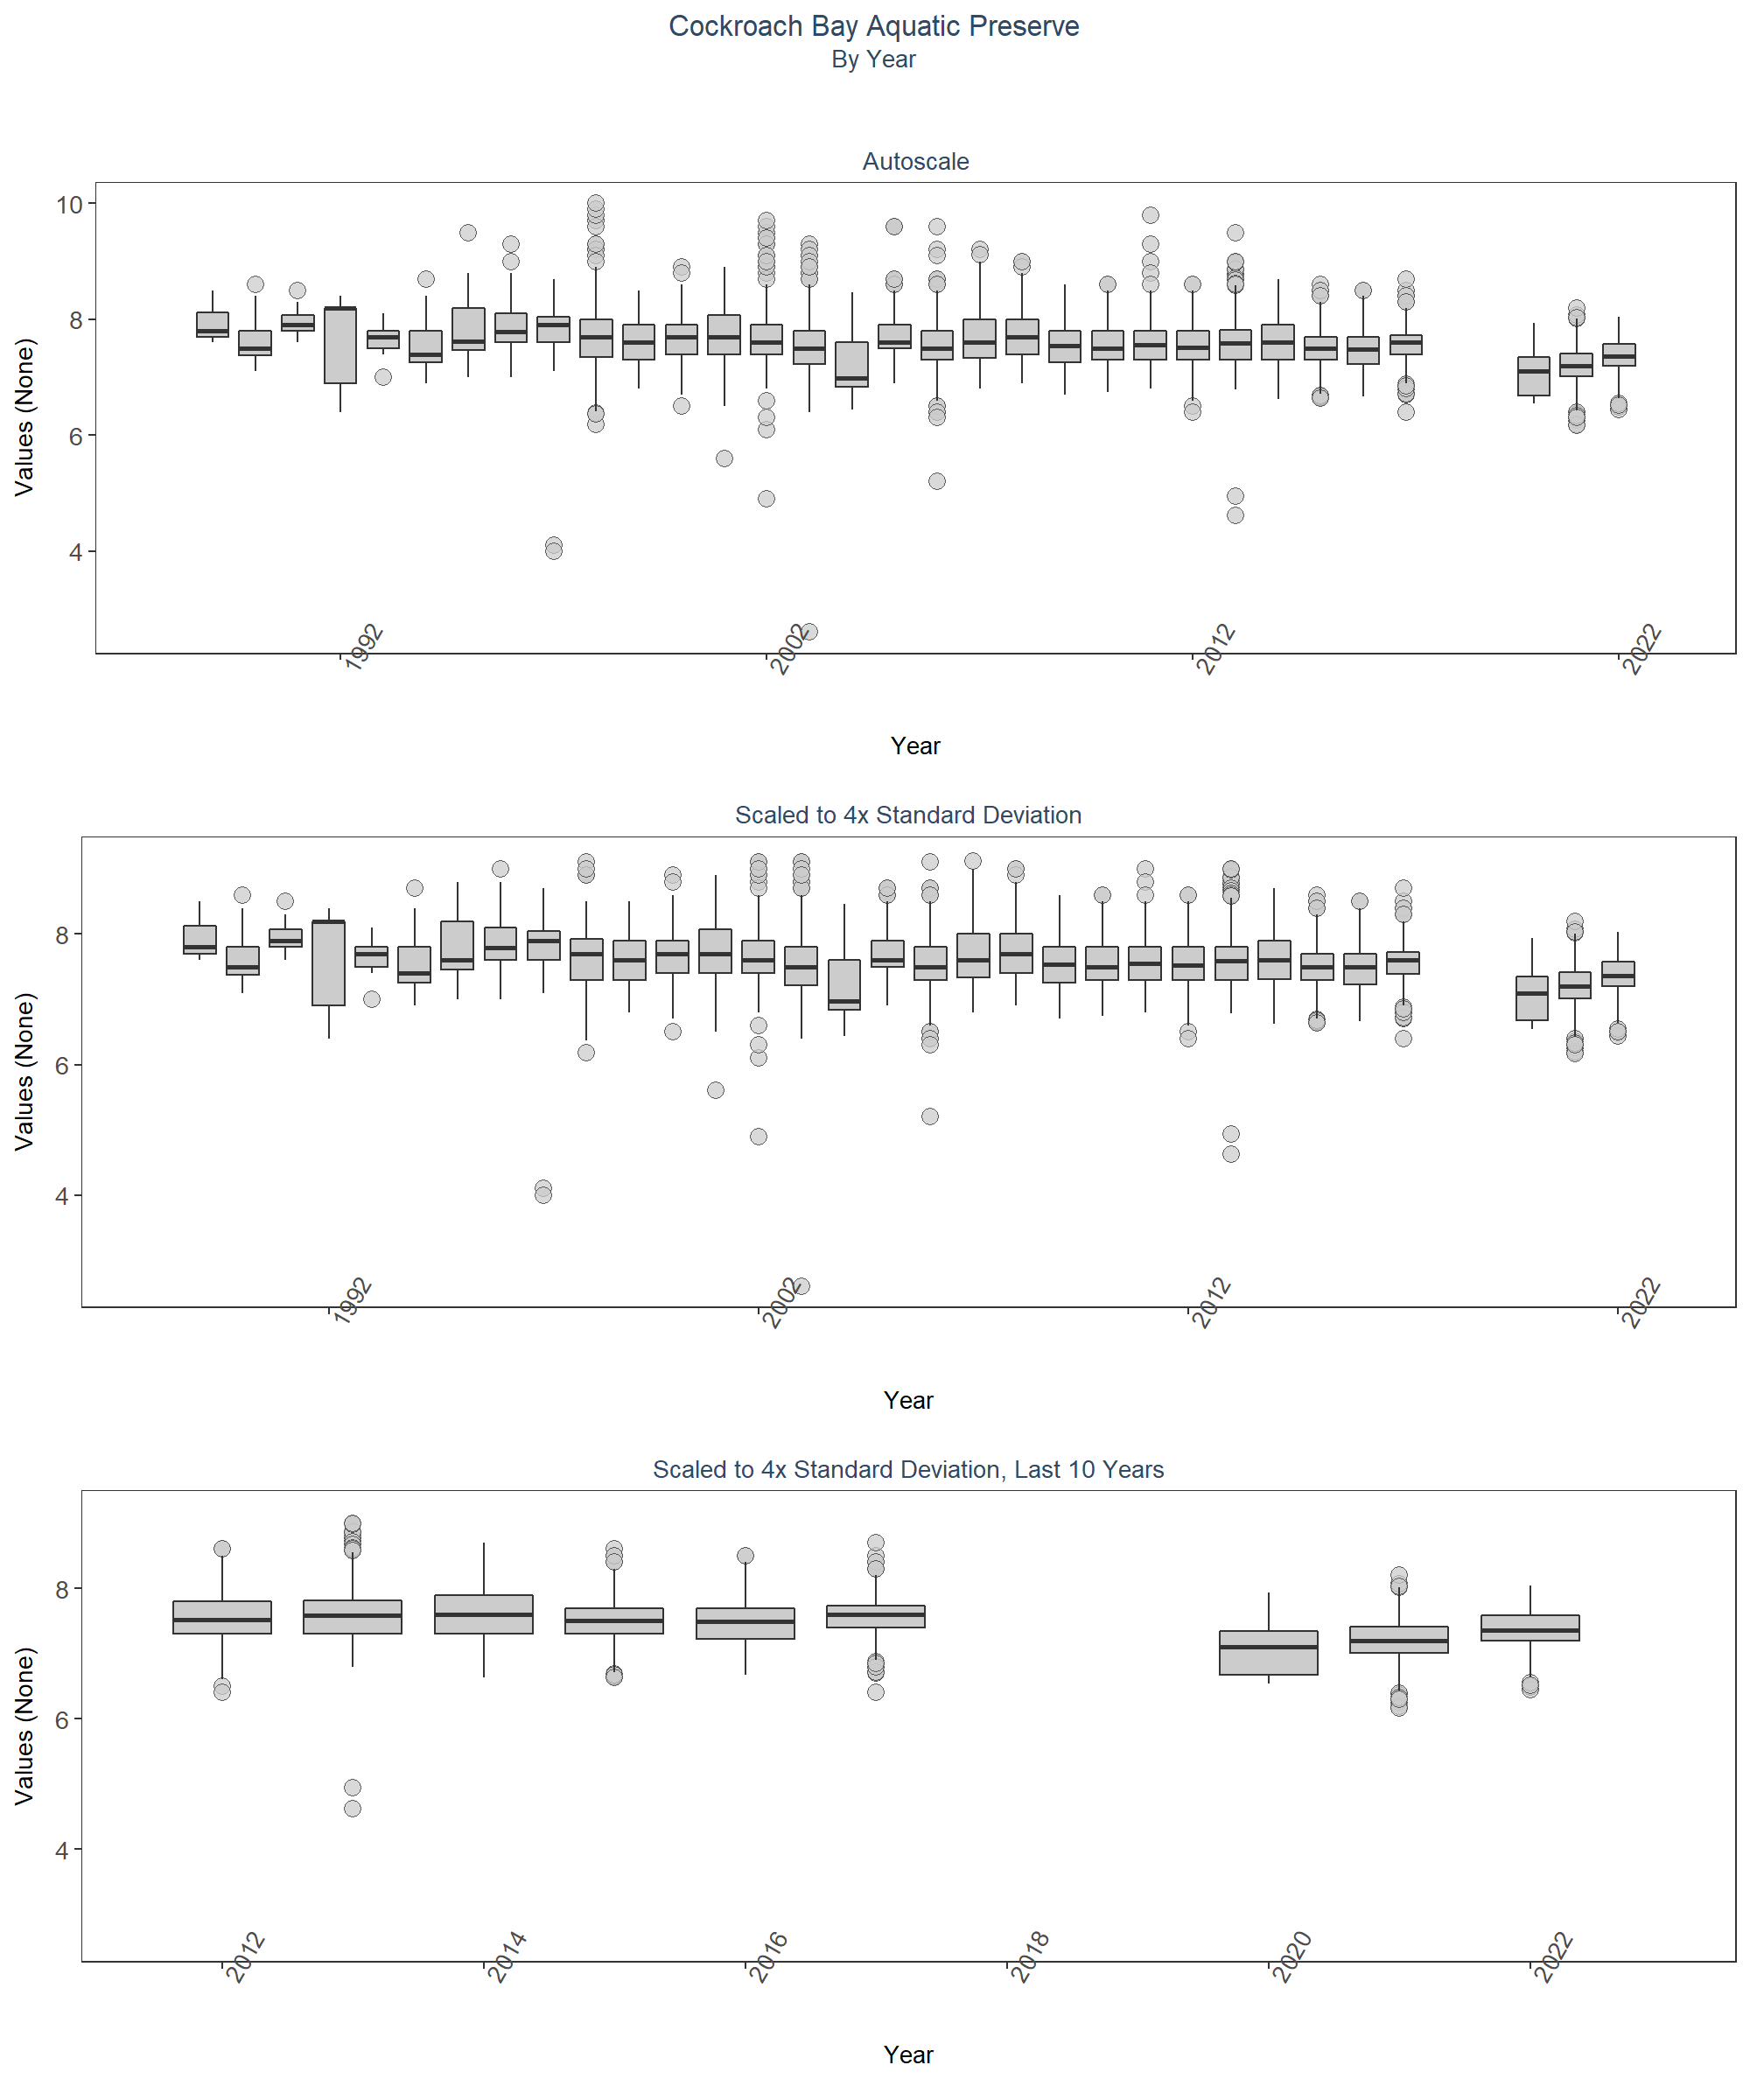 Cockroach Bay Aquatic Preserve
By Year
Autoscale
10
8
6
4
Values (None)
1992
2002
2012
2022
Year
Scaled to 4x Standard Deviation
8
6
4
Values (None)
1992
2002
2012
2022
Year
Scaled to 4x Standard Deviation, Last 10 Years
8
6
4
Values (None)
2012
2014
2016
2018
2020
2022
Year